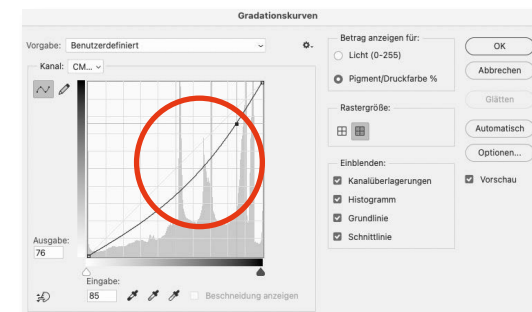 Gradationskurven
Vorgabe: Benutzerdefiniert
Kanal: CM...
Ausgabe:
76
Eingabe:
85
Beschneidung anzeigen
Betrag anzeigen für:
Licht (0-255)
Pigment/Druckfarbe %
Rastergröße:
Einblenden:
Kanalüberlagerungen
Histogramm
Grundlinie
Schnittlinie
OK
Abbrechen
Glätten
Automatisch
Optionen...
Vorschau